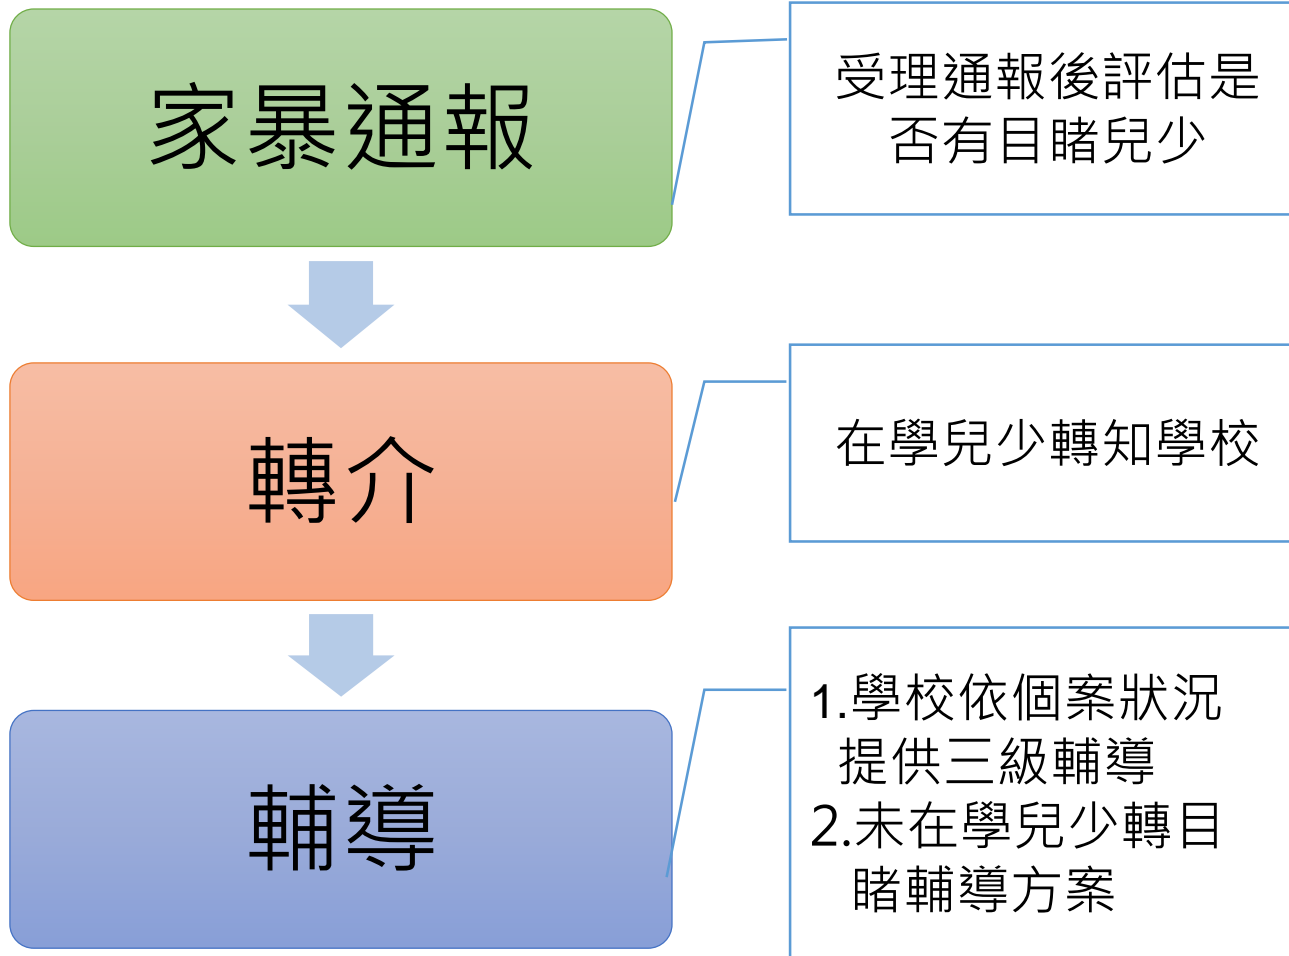 家暴通報
受理通報後評估是
否有目睹兒少
轉介
在學兒少轉知學校
輔導
1.學校依個案狀況
提供三級輔導
2.未在學兒少轉目
睹輔導方案